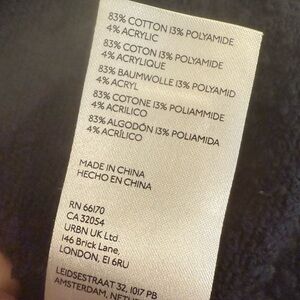 83% COTTON 13% POLYAMIDE
4% ACRYLIC
83% COTON 13% POLYAMIDE
4% ACRYLIQUE
83% BAUMWOLLE 13% POLYAMID
4% ACRYL
83% COTONE 13% POLIAMMIDE
4% ACRILICO
83% ALGODÓN 13% POLIAMIDA
4% ACRÍLICO
MADE IN CHINA
HECHO EN CHINA
RN 66170
CA 32054
URBN UK Ltd
146 Brick Lane,
LONDON, E1 6RU
LEIDSESTRAAT 32, 1017 PB
AMSTERDAM,